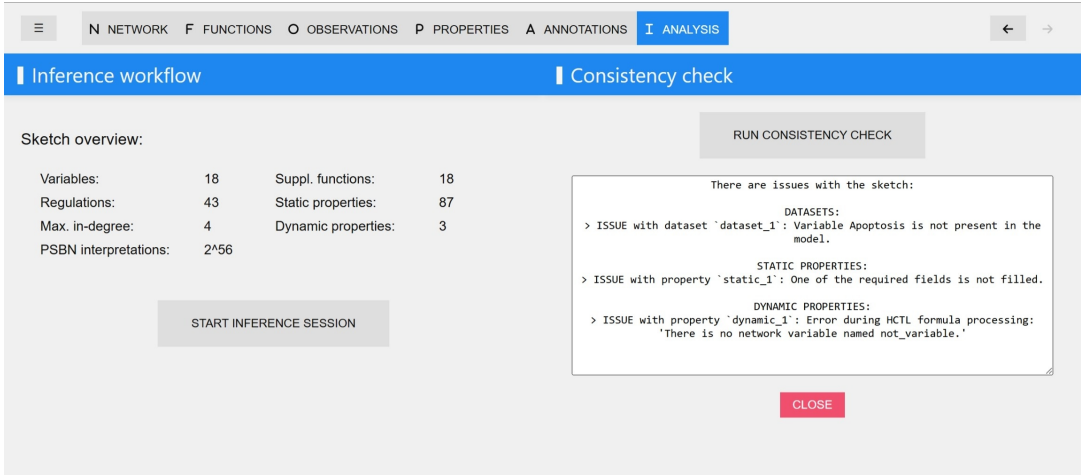 ☰ N NETWORK F FUNCTIONS O OBSERVATIONS P PROPERTIES A ANNOTATIONS I ANALYSIS ← →
Inference workflow
Sketch overview:
Variables: 18 Suppl. functions: 18
Regulations: 43 Static properties: 87
Max. in-degree: 4 Dynamic properties: 3
PSBN interpretations: 2^56
START INFERENCE SESSION
Consistency check
RUN CONSISTENCY CHECK
There are issues with the sketch:
DATASETS:
> ISSUE with dataset `dataset_1`: Variable Apoptosis is not present in the
model.
STATIC PROPERTIES:
> ISSUE with property `static_1`: One of the required fields is not filled.
DYNAMIC PROPERTIES:
> ISSUE with property `dynamic_1`: Error during HCTL formula processing:
'There is no network variable named not_variable.'
CLOSE